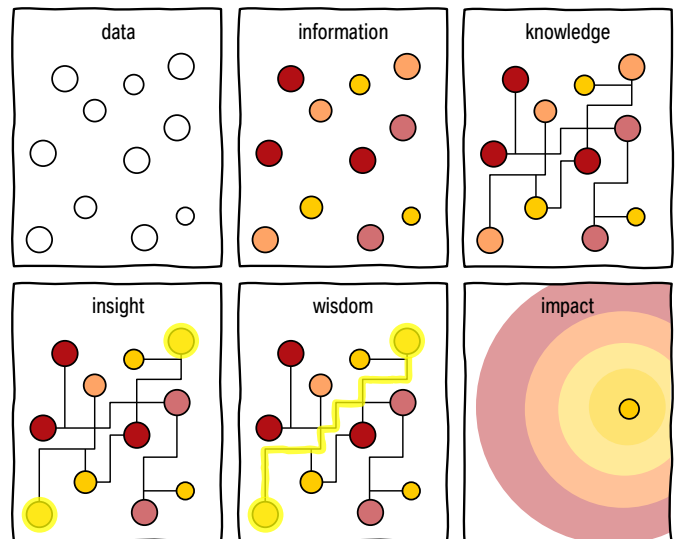 data
information
knowledge
insight
wisdom
impact